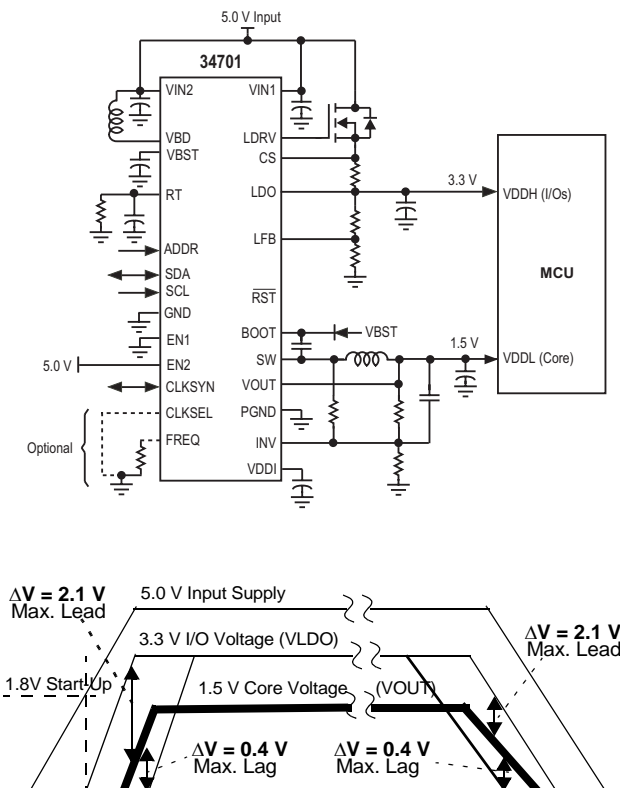 5.0 V Input
34701
VIN2
VIN1
VBD
LDRV
VBST
CS
RT
LDO
3.3 V
VDDH (I/Os)
LFB
ADDR
MCU
SDA
SCL
RST
GND
EN1
BOOT
VBST
1.5 V
5.0 V
EN2
SW
VDDL (Core)
CLKSYN
VOUT
CLKSEL
PGND
Optional
FREQ
INV
VDDI
ΔV = 2.1 V
Max. Lead
5.0 V Input Supply
ΔV = 2.1 V
Max. Lead
3.3 V I/O Voltage (VLDO)
1.8V Start-Up
1.5 V Core Voltage (VOUT)
ΔV = 0.4 V
Max. Lag
ΔV = 0.4 V
Max. Lag